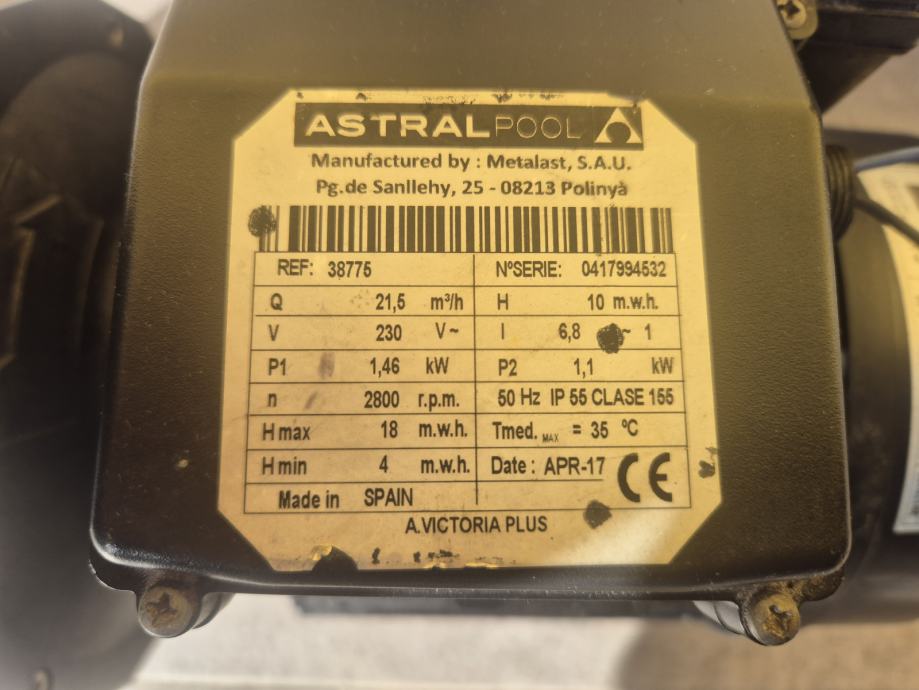 ASTRALPOOL
Manufactured by : Metalast, S.A.U.
Pg.de Sanllehy, 25 - 08213 Polinyà
REF: 38775 NºSERIE: 0417994532
Q 21,5 m³/h H 10 m.w.h.
V 230 V~ I 6,8 ~ 1
P1 1,46 kW P2 1,1 kW
n 2800 r.p.m. 50 Hz IP 55 CLASE 155
H max 18 m.w.h. Tmed. MAX = 35 ºC
H min 4 m.w.h. Date : APR-17 CE
Made in SPAIN
A.VICTORIA PLUS